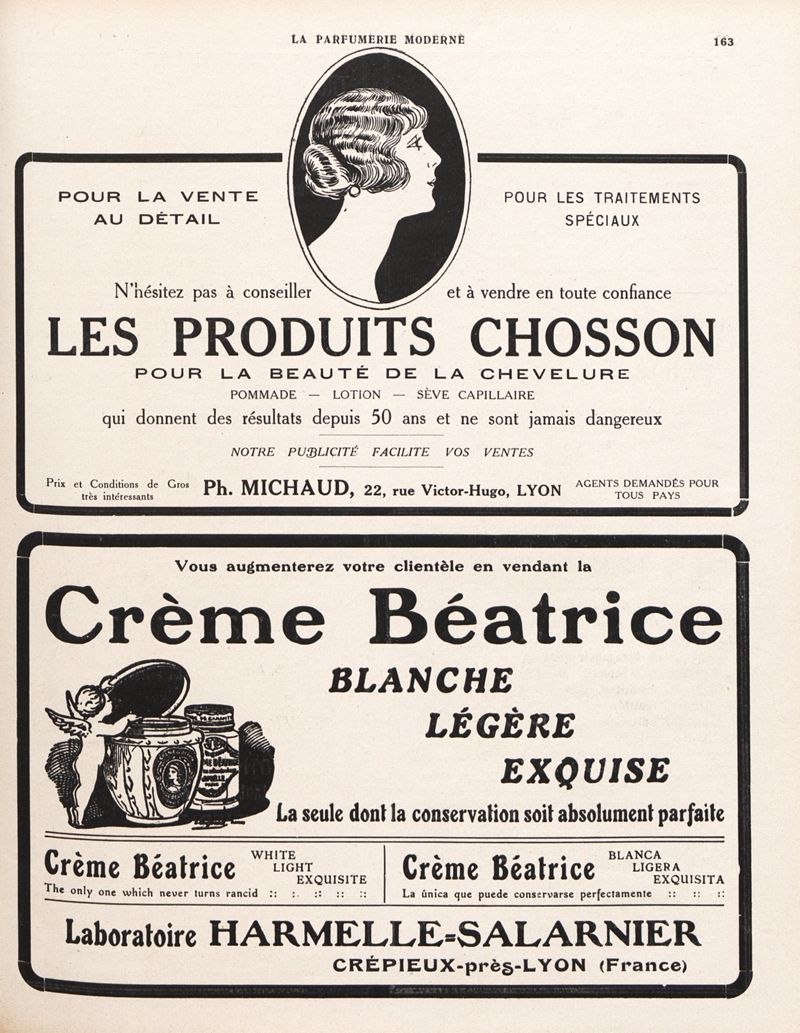 LA PARFUMERIE MODERNE
163
POUR LA VENTE
AU DÉTAIL
POUR LES TRAITEMENTS
SPÉCIAUX
N'hésitez pas à conseiller et à vendre en toute confiance
LES PRODUITS CHOSSON
POUR LA BEAUTÉ DE LA CHEVELURE
POMMADE — LOTION — SÈVE CAPILLAIRE
qui donnent des résultats depuis 50 ans et ne sont jamais dangereux
NOTRE PUBLICITÉ FACILITE VOS VENTES
Prix et Conditions de Gros
très intéressants
Ph. MICHAUD, 22, rue Victor-Hugo, LYON
AGENTS DEMANDÉS POUR
TOUS PAYS
Vous augmenterez votre clientèle en vendant la
Crème Béatrice
BLANCHE
LÉGÈRE
EXQUISE
La seule dont la conservation soit absolument parfaite
Crème Béatrice
WHITE
LIGHT
EXQUISITE
The only one which never turns rancid :: :. :: :: ::
Crème Béatrice
BLANCA
LIGERA
EXQUISITA
La única que puede conservarse perfectamente :: :: ::
Laboratoire HARMELLE=SALARNIER
CRÉPIEUX-près-LYON (France)